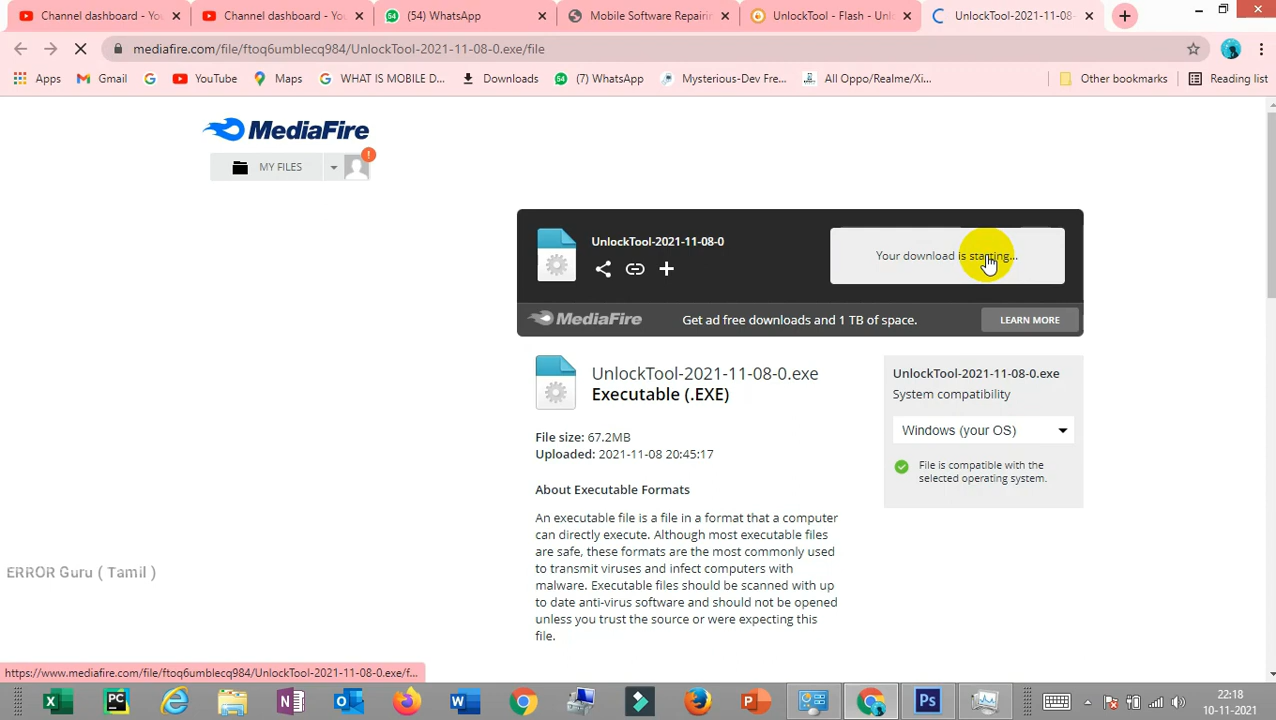 Channel dashboard - Yo
Channel dashboard - Yo
(54) WhatsApp
Mobile Software Repairin
UnlockTool - Flash - Unl
UnlockTool-2021-11-08-
mediafire.com/file/ftoq6umblecq984/UnlockTool-2021-11-08-0.exe/file
Apps
Gmail
YouTube
Maps
WHAT IS MOBILE D...
Downloads
(7) WhatsApp
Mysterious-Dev Fre...
All Oppo/Realme/Xi...
Other bookmarks
Reading list
MediaFire
MY FILES
UnlockTool-2021-11-08-0
Your download is starting...
MediaFire
Get ad free downloads and 1 TB of space.
LEARN MORE
UnlockTool-2021-11-08-0.exe
Executable (.EXE)
File size: 67.2MB
Uploaded: 2021-11-08 20:45:17
About Executable Formats
An executable file is a file in a format that a computer
can directly execute. Although most executable files
are safe, these formats are the most commonly used
to transmit viruses and infect computers with
malware. Executable files should be scanned with up
to date anti-virus software and should not be opened
unless you trust the source or were expecting this
file.
UnlockTool-2021-11-08-0.exe
System compatibility
Windows (your OS)
File is compatible with the
selected operating system.
ERROR Guru ( Tamil )
https://www.mediafire.com/file/ftoq6umblecq984/UnlockTool-2021-11-08-0.exe/f...
22:18
10-11-2021